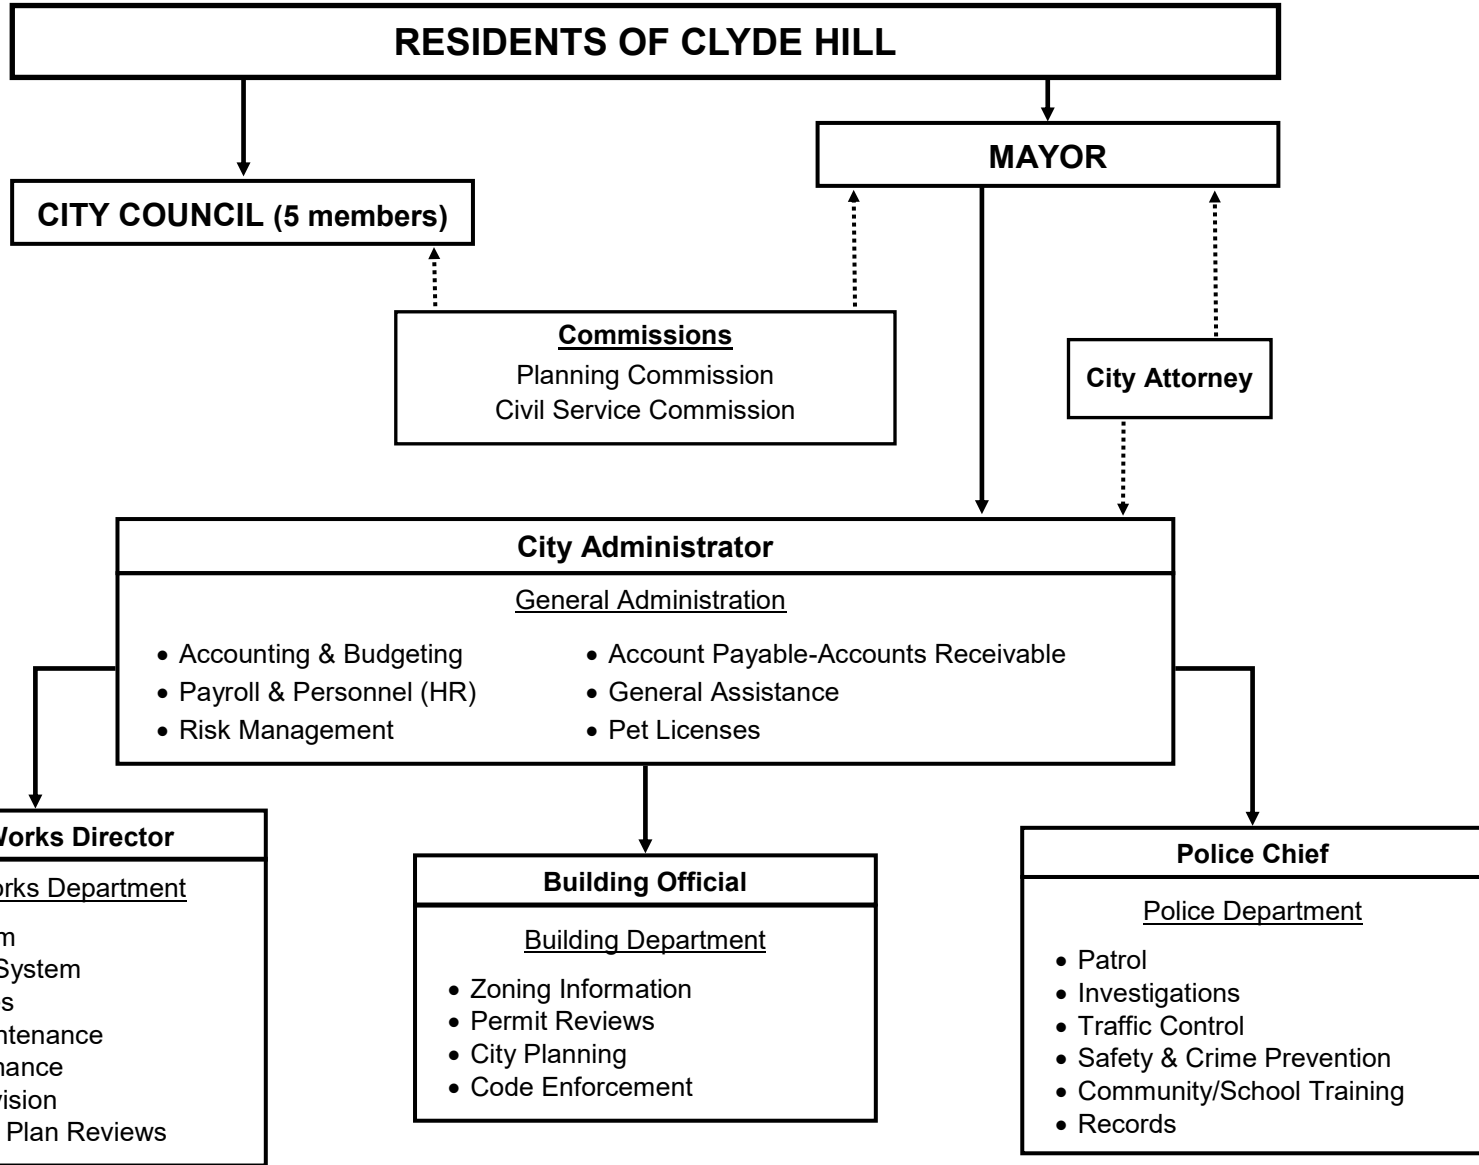 RESIDENTS OF CLYDE HILL
MAYOR
CITY COUNCIL (5 members)
Commissions
Planning Commission
Civil Service Commission
City Attorney
City Administrator
General Administration
• Accounting & Budgeting
• Payroll & Personnel (HR)
• Risk Management
• Account Payable-Accounts Receivable
• General Assistance
• Pet Licenses
Director
Department
System
Plan Reviews
Building Official
Building Department
• Zoning Information
• Permit Reviews
• City Planning
• Code Enforcement
Police Chief
Police Department
• Patrol
• Investigations
• Traffic Control
• Safety & Crime Prevention
• Community/School Training
• Records